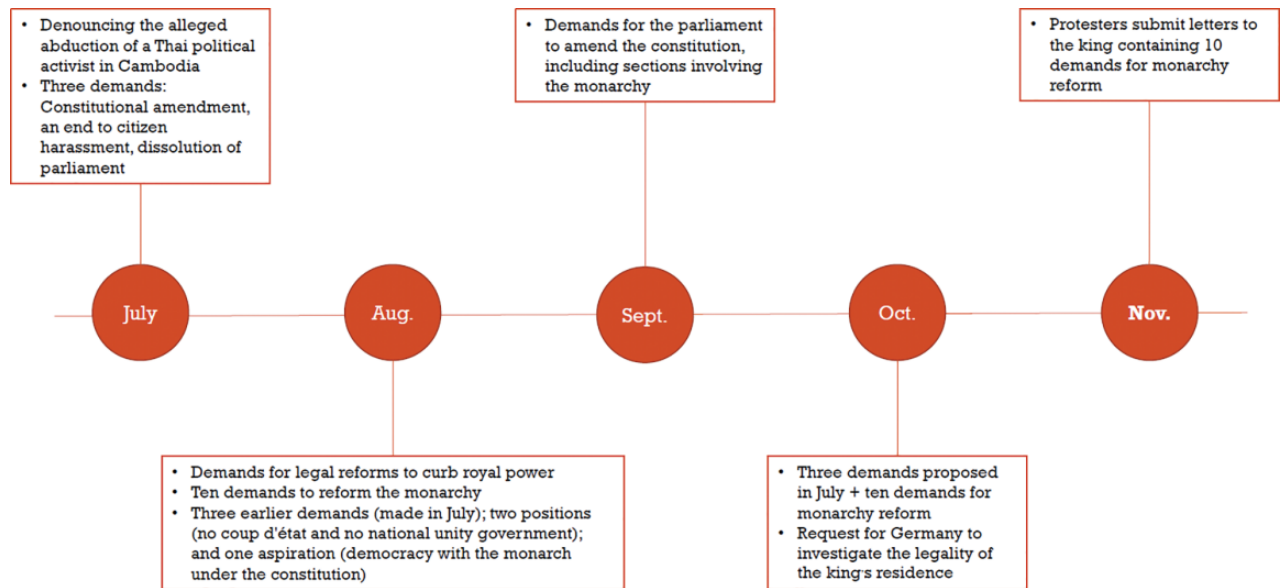 • Denouncing the alleged
abduction of a Thai political
activist in Cambodia
• Three demands:
Constitutional amendment,
an end to citizen
harassment, dissolution of
parliament
• Demands for the parliament
to amend the constitution,
including sections involving
the monarchy
• Protesters submit letters to
the king containing 10
demands for monarchy
reform
July
Aug.
Sept.
Oct.
Nov.
• Demands for legal reforms to curb royal power
• Ten demands to reform the monarchy
• Three earlier demands (made in July); two positions
(no coup d'état and no national unity government);
and one aspiration (democracy with the monarch
under the constitution)
• Three demands proposed
in July + ten demands for
monarchy reform
• Request for Germany to
investigate the legality of
the king's residence